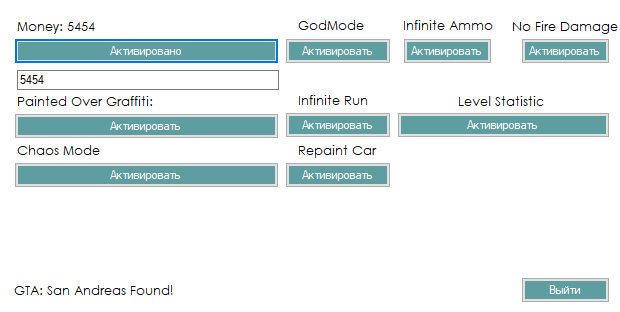 Money: 5454 GodMode Infinite Ammo No Fire Damage
Активировано Активировать Активировать Активировать
5454
Painted Over Graffiti: Infinite Run Level Statistic
Активировать Активировать Активировать
Chaos Mode Repaint Car
Активировать Активировать
GTA: San Andreas Found! Выйти